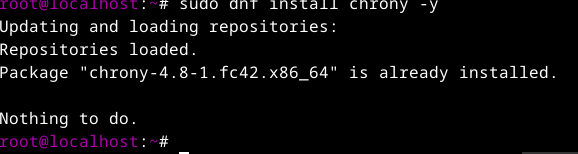 root@localhost:~# sudo dnf install chrony -y
Updating and loading repositories:
Repositories loaded.
Package "chrony-4.8-1.fc42.x86_64" is already installed.

Nothing to do.
root@localhost:~#